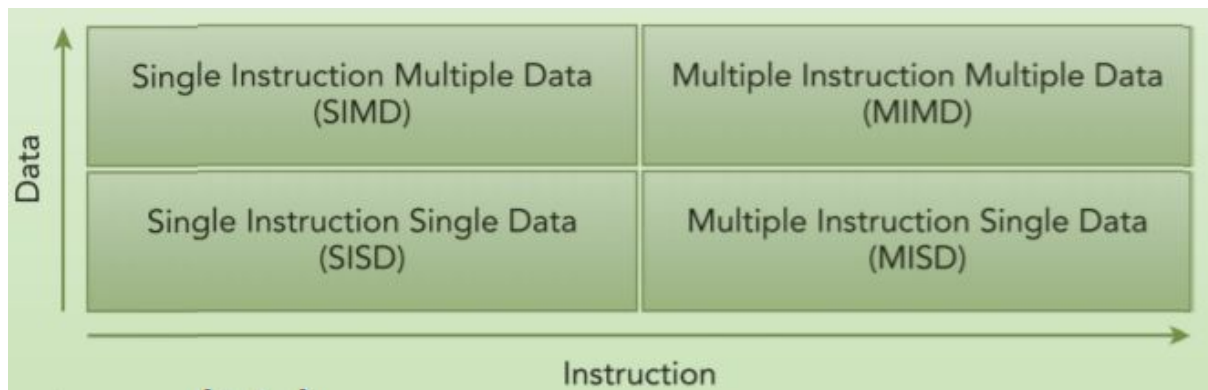 Single Instruction Multiple Data
(SIMD)
Multiple Instruction Multiple Data
(MIMD)
Data
Single Instruction Single Data
(SISD)
Multiple Instruction Single Data
(MISD)
Instruction